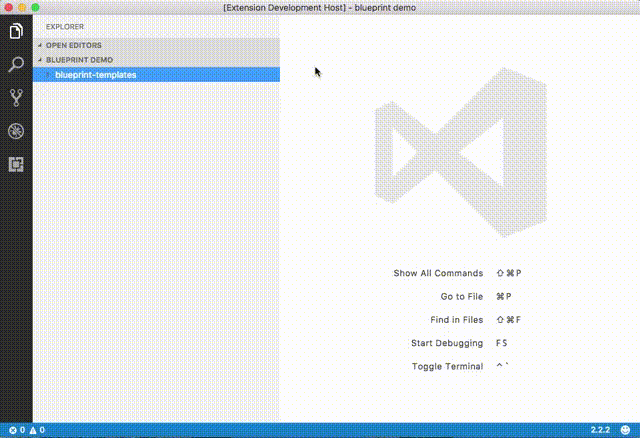 [Extension Development Host] - blueprint demo
EXPLORER
OPEN EDITORS
BLUEPRINT DEMO
blueprint-templates
Show All Commands ⇧⌘P
Go to File ⌘P
Find in Files ⇧⌘F
Start Debugging F5
Toggle Terminal ⌃`
0 0
2.2.2